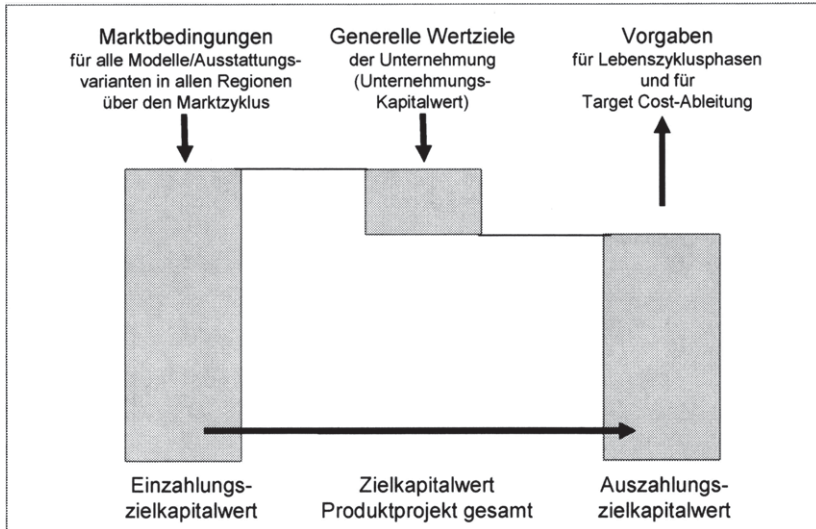 Marktbedingungen
für alle Modelle/Ausstattungs-
varianten in allen Regionen
über den Marktzyklus
Generelle Wertziele
der Unternehmung
(Unternehmungs-
Kapitalwert)
Vorgaben
für Lebenszyklusphasen
und für
Target Cost-Ableitung
Einzahlungs-
zielkapitalwert
Zielkapitalwert
Produktprojekt gesamt
Auszahlungs-
zielkapitalwert